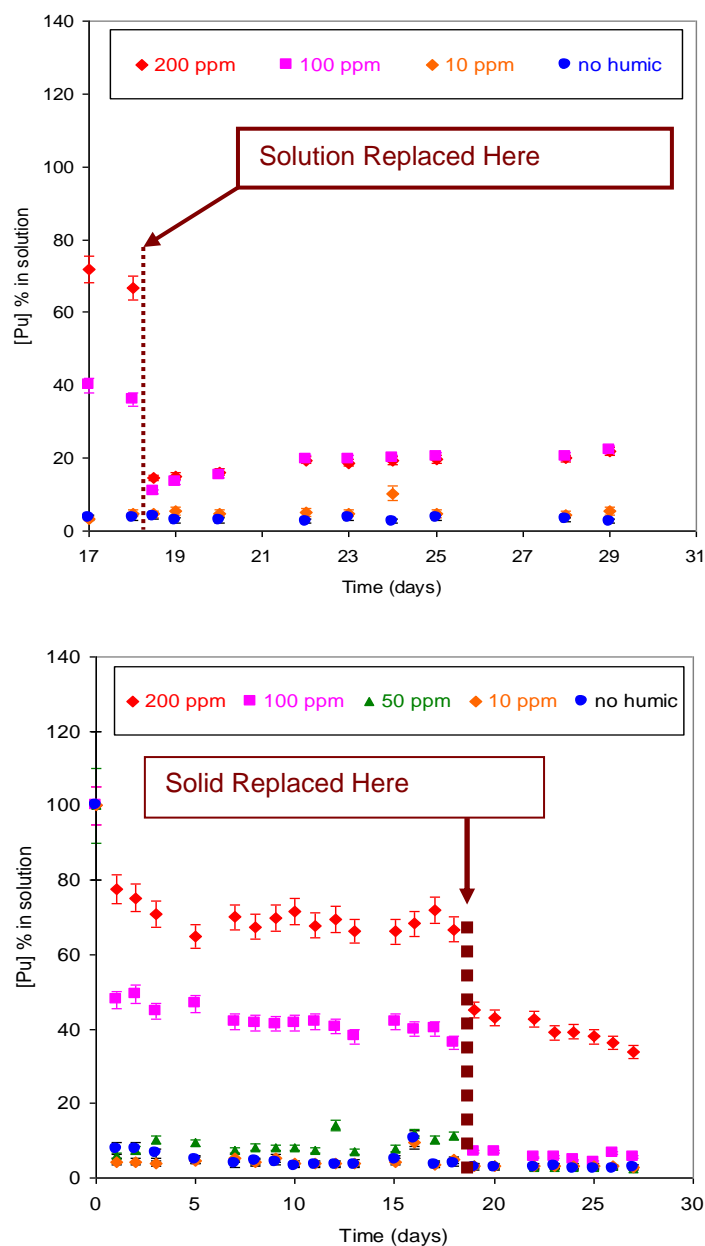 140
120
100
80
60
40
20
0
200 ppm 100 ppm 10 ppm no humic
Solution Replaced Here
[Pu] % in solution
17 19 21 23 25 27 29 31
Time (days)
140
120
100
80
60
40
20
0
200 ppm 100 ppm 50 ppm 10 ppm no humic
Solid Replaced Here
[Pu] % in solution
0 5 10 15 20 25 30
Time (days)